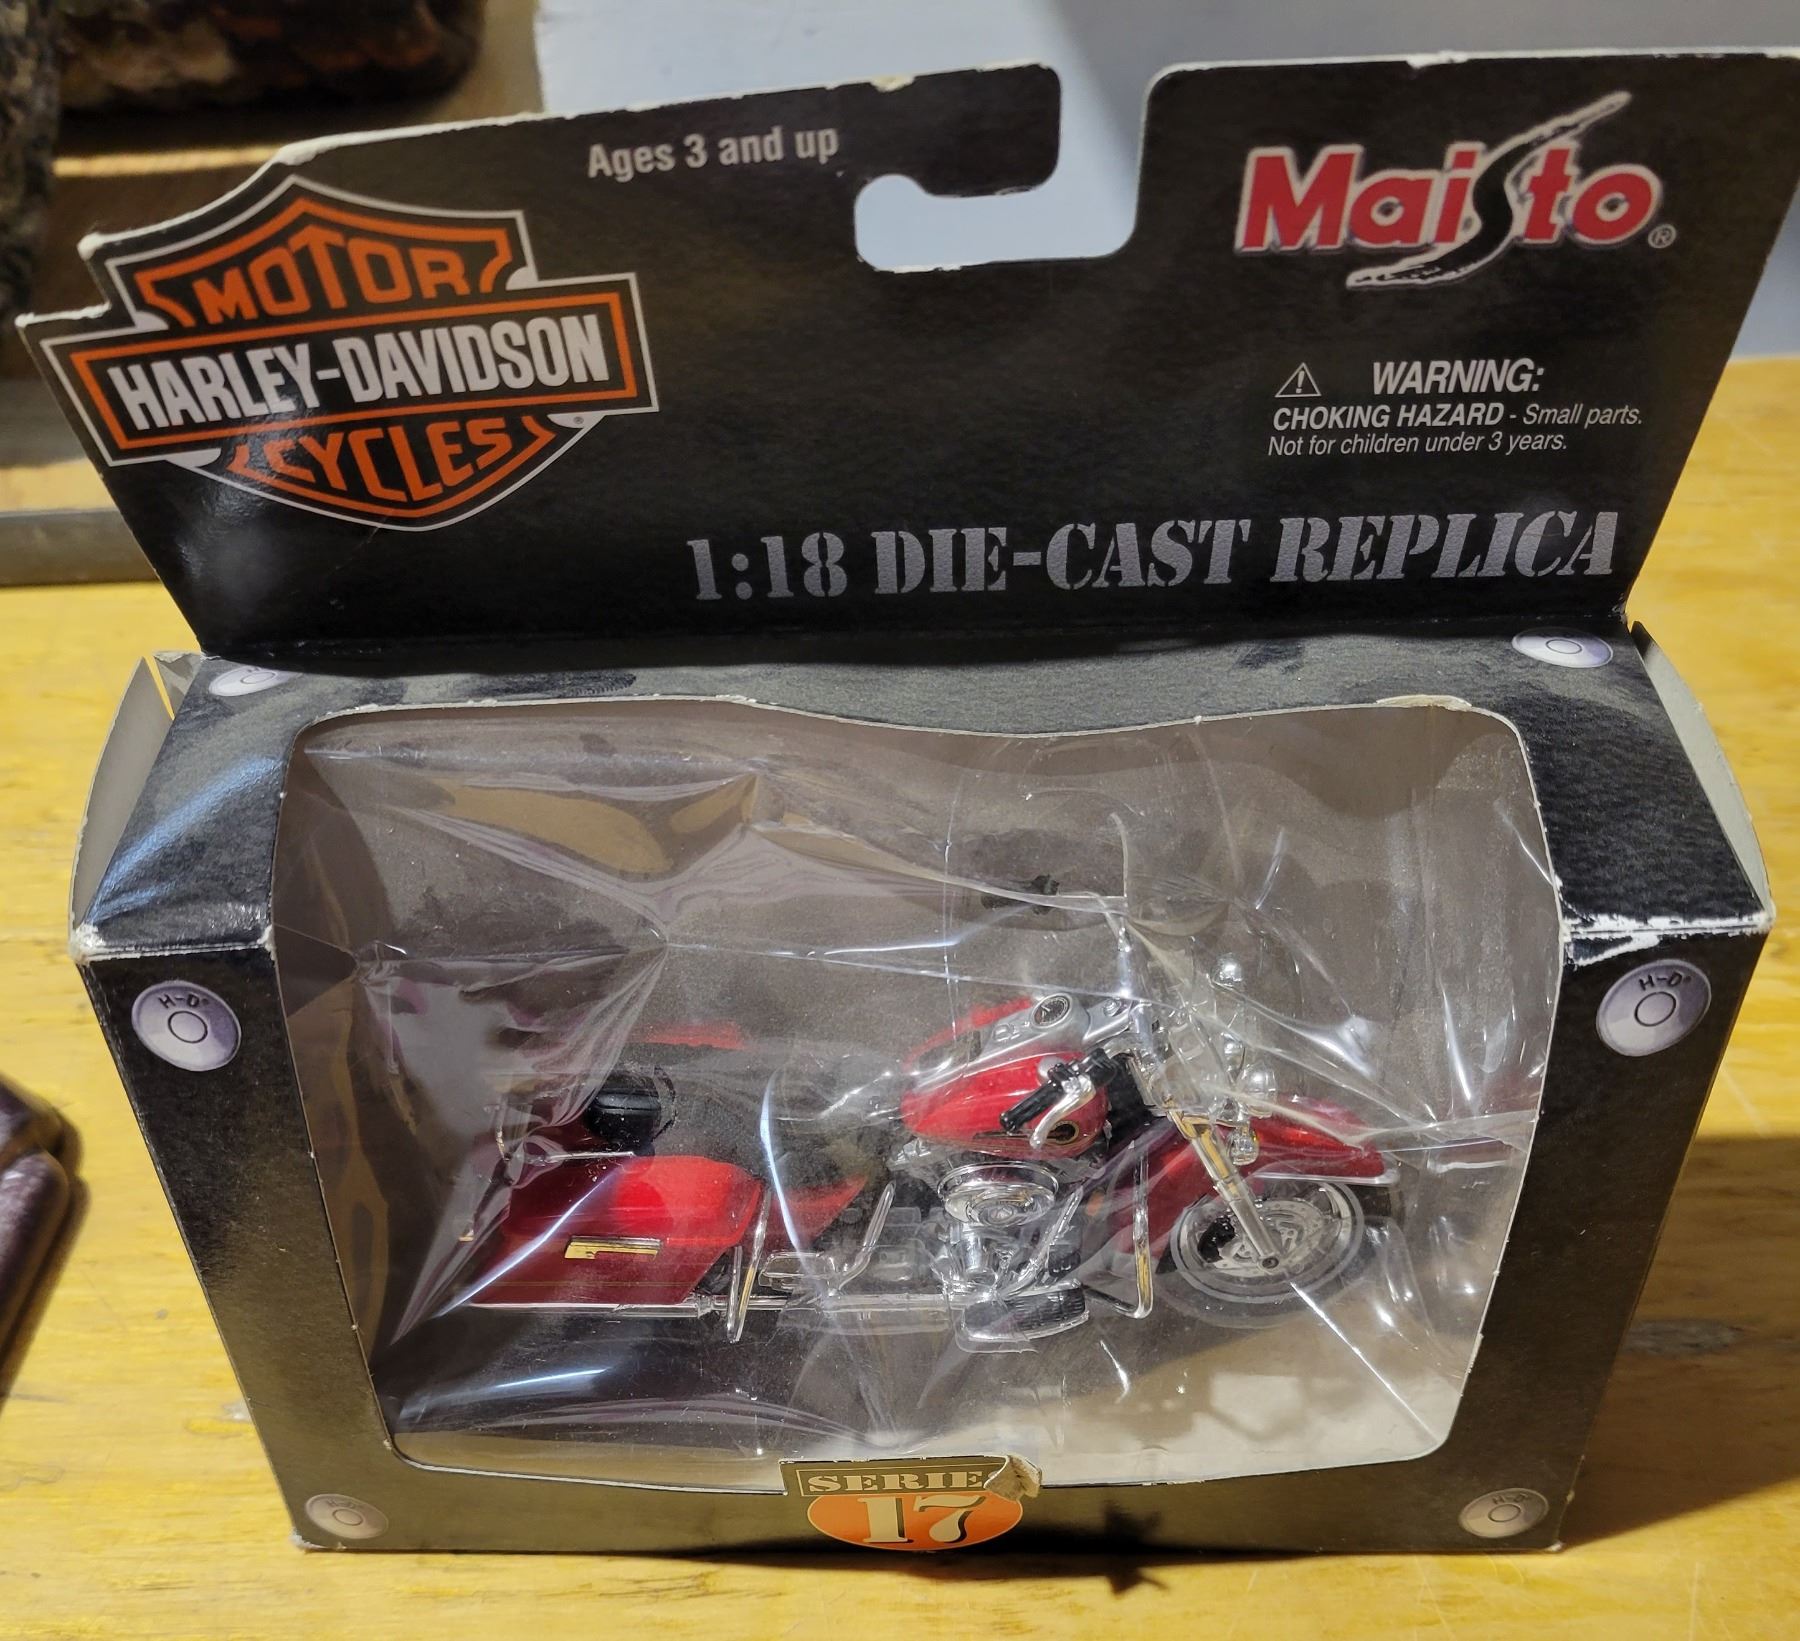 Ages 3 and up
Maisto®
MOTOR
HARLEY-DAVIDSON
CYCLES
®
WARNING:
CHOKING HAZARD - Small parts.
Not for children under 3 years.
1:18 DIE-CAST REPLICA
H-D®
H-D®
H-D
H-D
SERIES
17